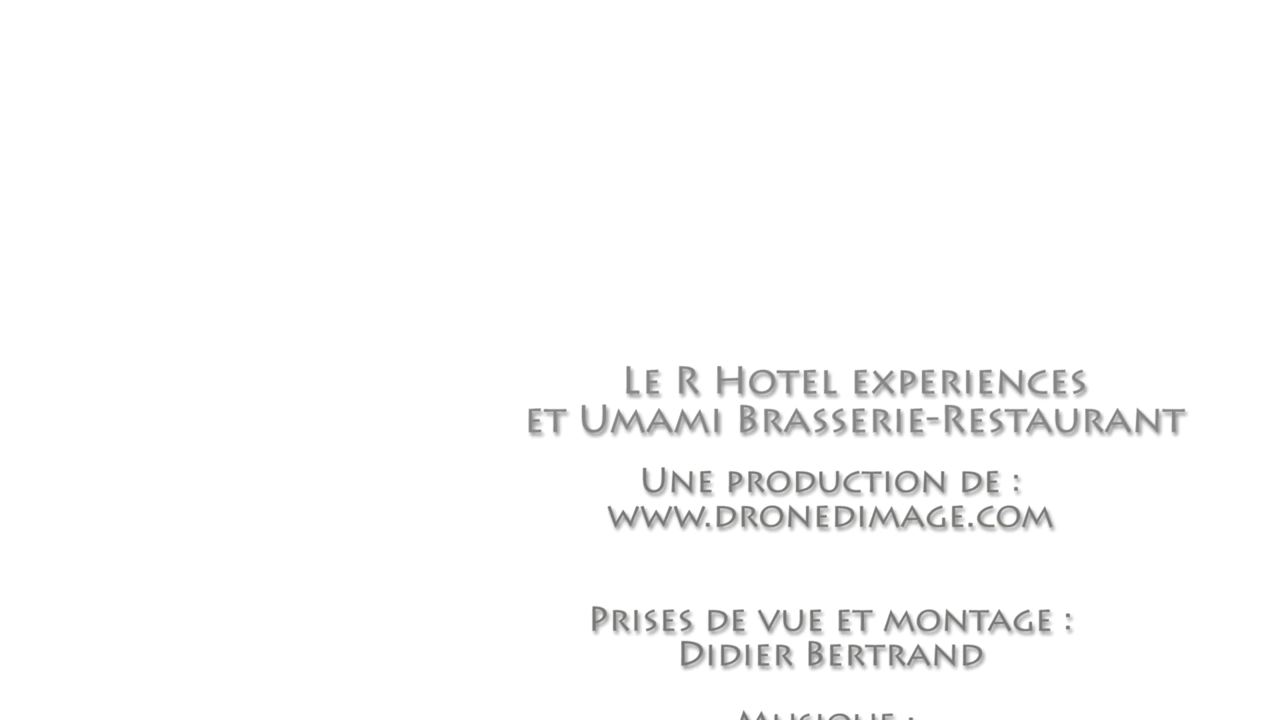 Le R Hotel experiences
et Umami Brasserie-Restaurant
Une production de :
www.dronedimage.com
Prises de vue et montage :
Didier Bertrand
Musique :